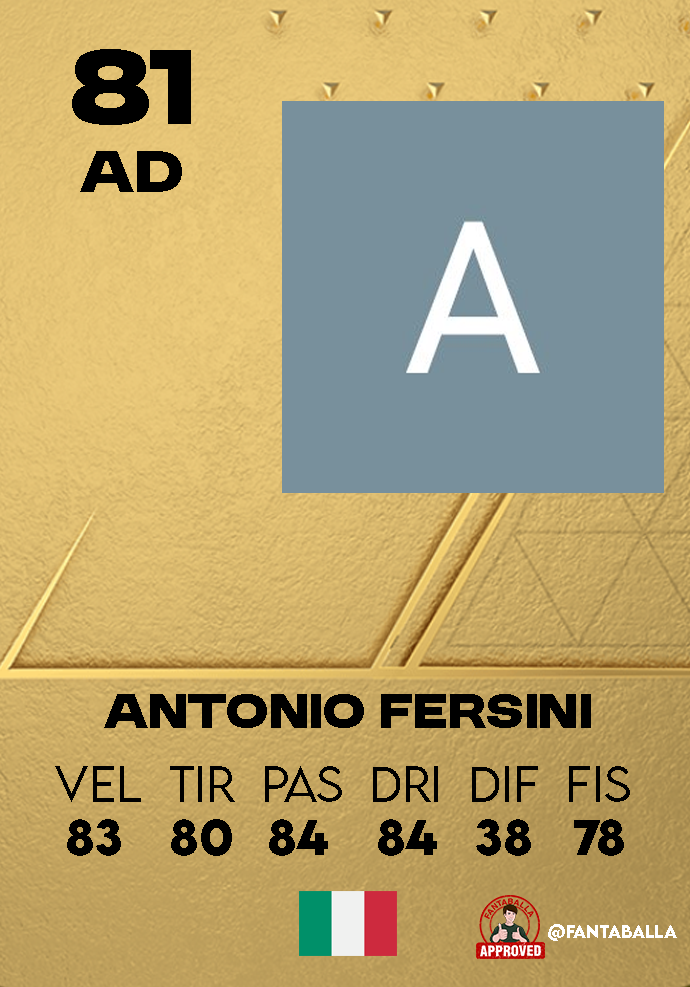 81
AD
A
ANTONIO FERSINI
VEL TIR PAS DRI DIF FIS
83 80 84 84 38 78
FANTABALLA
APPROVED
@FANTABALLA